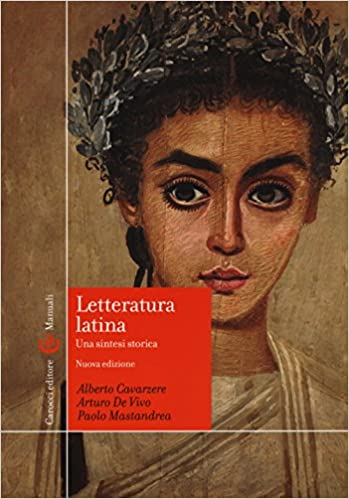 Letteratura
latina
Una sintesi storica
Nuova edizione
Alberto Cavarzere
Arturo De Vivo
Paolo Mastandrea
Carocci editore Manuali